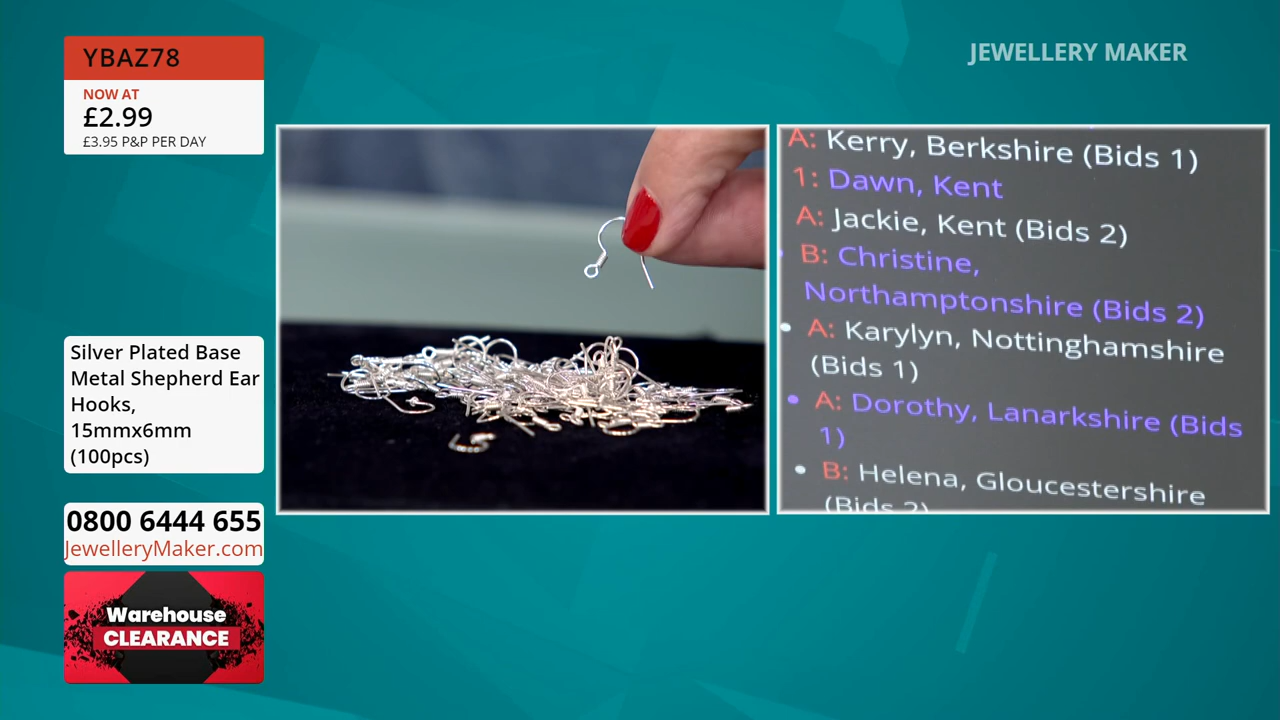 YBAZ78
NOW AT
£2.99
£3.95 P&P PER DAY
JEWELLERY MAKER
A: Kerry, Berkshire (Bids 1)
1: Dawn, Kent
A: Jackie, Kent (Bids 2)
B: Christine,
Northamptonshire (Bids 2)
A: Karylyn, Nottinghamshire
(Bids 1)
A: Dorothy, Lanarkshire (Bids
1)
B: Helena, Gloucestershire
(Bids 2)
Silver Plated Base
Metal Shepherd Ear
Hooks,
15mmx6mm
(100pcs)
0800 6444 655
JewelleryMaker.com
Warehouse
CLEARANCE